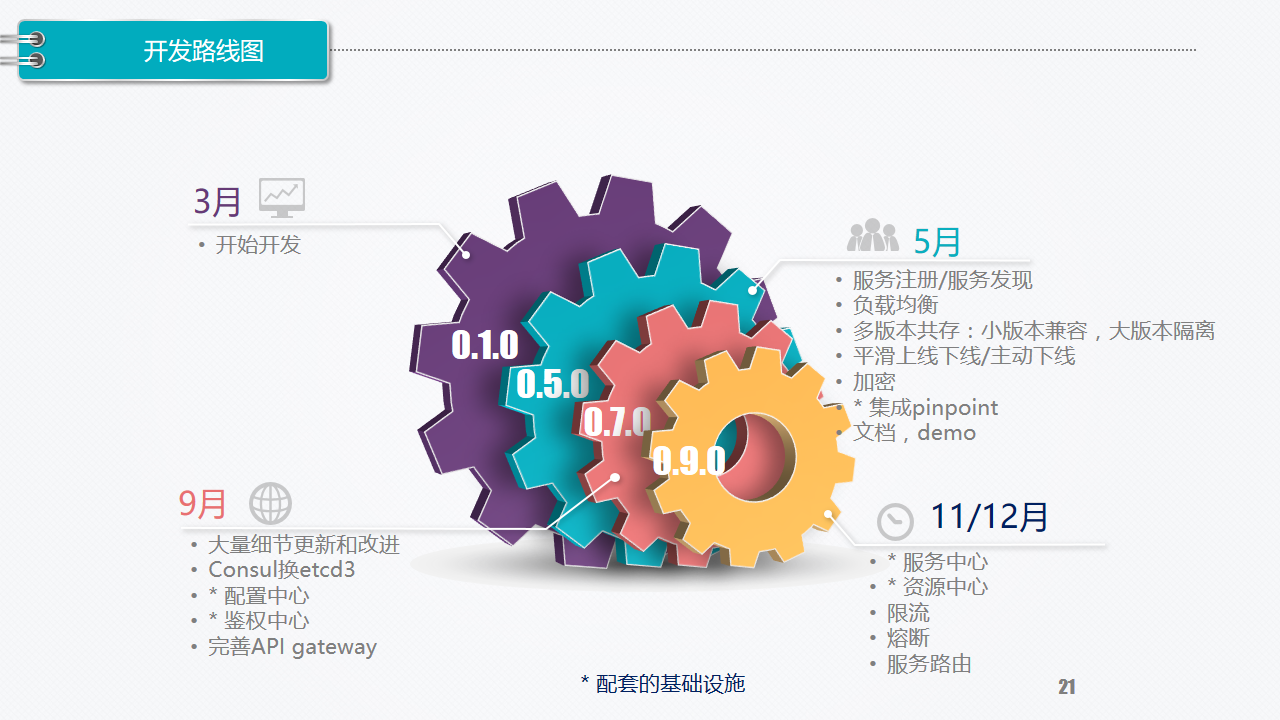 开发路线图
3月
• 开始开发
5月
• 服务注册/服务发现
• 负载均衡
• 多版本共存：小版本兼容，大版本隔离
• 平滑上线下线/主动下线
• 加密
• * 集成pinpoint
• 文档，demo
0.1.0
0.5.0
0.7.0
0.9.0
9月
• 大量细节更新和改进
• Consul换etcd3
• * 配置中心
• * 鉴权中心
• 完善API gateway
11/12月
• * 服务中心
• * 资源中心
• 限流
• 熔断
• 服务路由
* 配套的基础设施
21